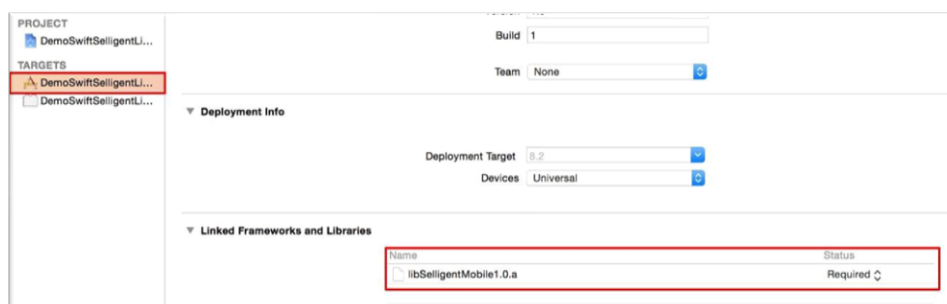 PROJECT
DemoSwiftSelligentLi...
TARGETS
DemoSwiftSelligentLi...
DemoSwiftSelligentLi...
Build 1
Team None
Deployment Info
Deployment Target 8.2
Devices Universal
Linked Frameworks and Libraries
Name Status
libSelligentMobile1.0.a Required